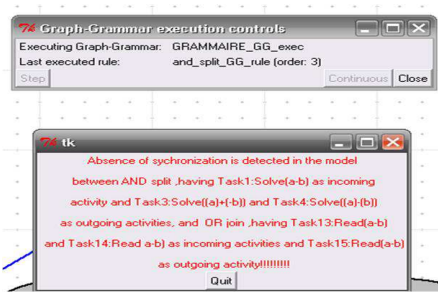 Graph-Grammar execution controls
Executing Graph-Grammar: GRAMMAIRE_GG_exec
Last executed rule: and_split_GG_rule (order: 3)
Step Continuous Close
tk
Absence of sychronization is detected in the model
between AND split ,having Task1:Solve(a-b) as incoming
activity and Task3:Solve((a)+(-b)) and Task4:Solve((a)-(b))
as outgoing activities, and OR join ,having Task13:Read(a-b)
and Task14:Read a-b) as incoming activities and Task15:Read(a-b)
as outgoing activity!!!!!!!!!
Quit